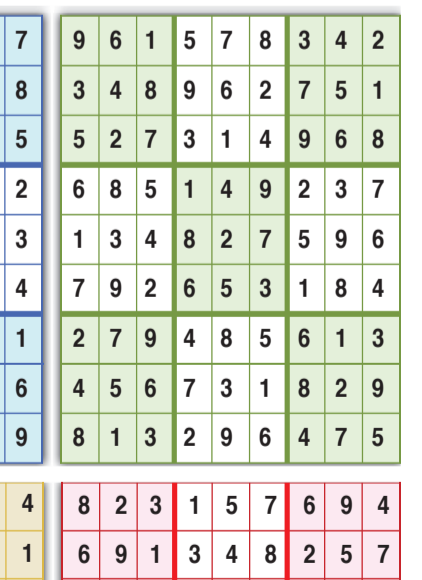 7 9 6 1 5 7 8 3 4 2
8 3 4 8 9 6 2 7 5 1
5 5 2 7 3 1 4 9 6 8
2 6 8 5 1 4 9 2 3 7
3 1 3 4 8 2 7 5 9 6
4 7 9 2 6 5 3 1 8 4
1 2 7 9 4 8 5 6 1 3
6 4 5 6 7 3 1 8 2 9
9 8 1 3 2 9 6 4 7 5
4 8 2 3 1 5 7 6 9 4
1 6 9 1 3 4 8 2 5 7